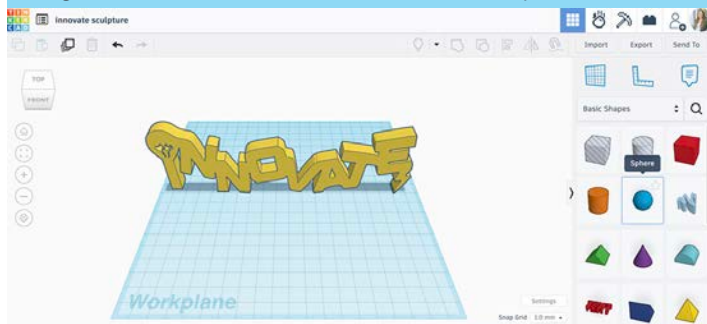 TIN
KER
CAD
innovate sculpture
Import Export Send To
TOP
FRONT
Basic Shapes
Sphere
INNOVATE
TEXT
Workplane
Settings
Snap Grid 1.0 mm